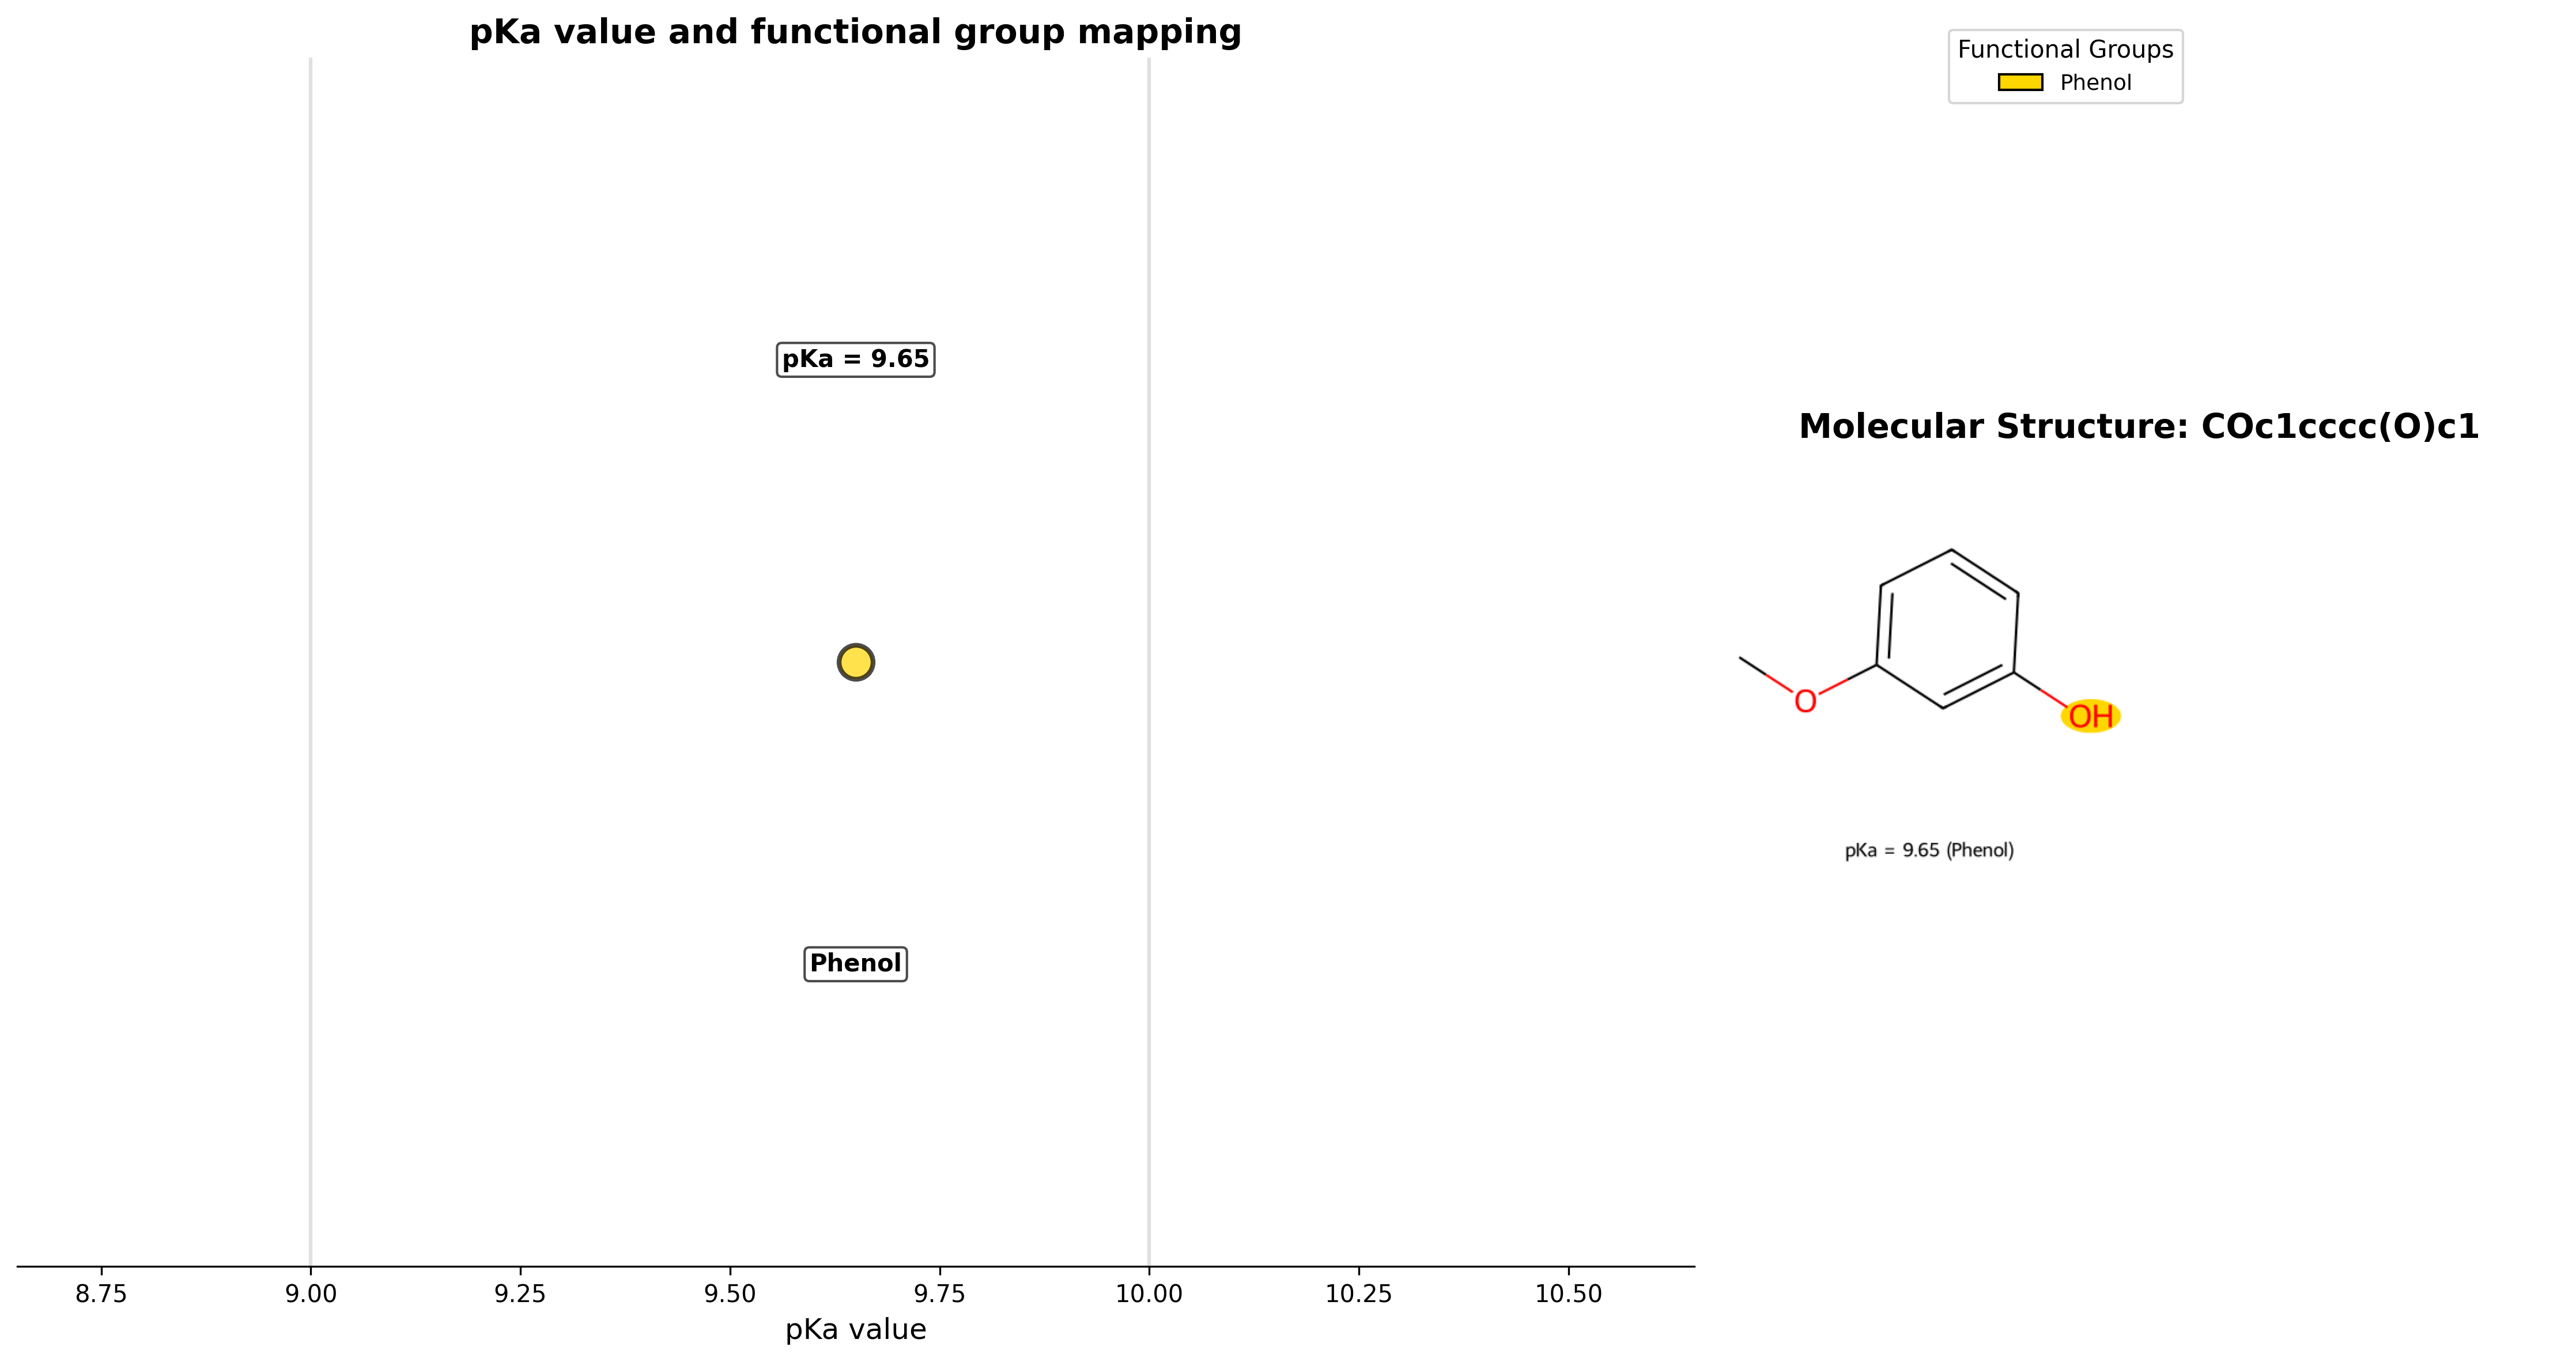 pKa value and functional group mapping
pKa = 9.65
Phenol
8.75
9.00
9.25
9.50
9.75
10.00
10.25
10.50
pKa value
Functional Groups
Phenol
Molecular Structure: COc1cccc(O)c1
O
OH
pKa = 9.65 (Phenol)